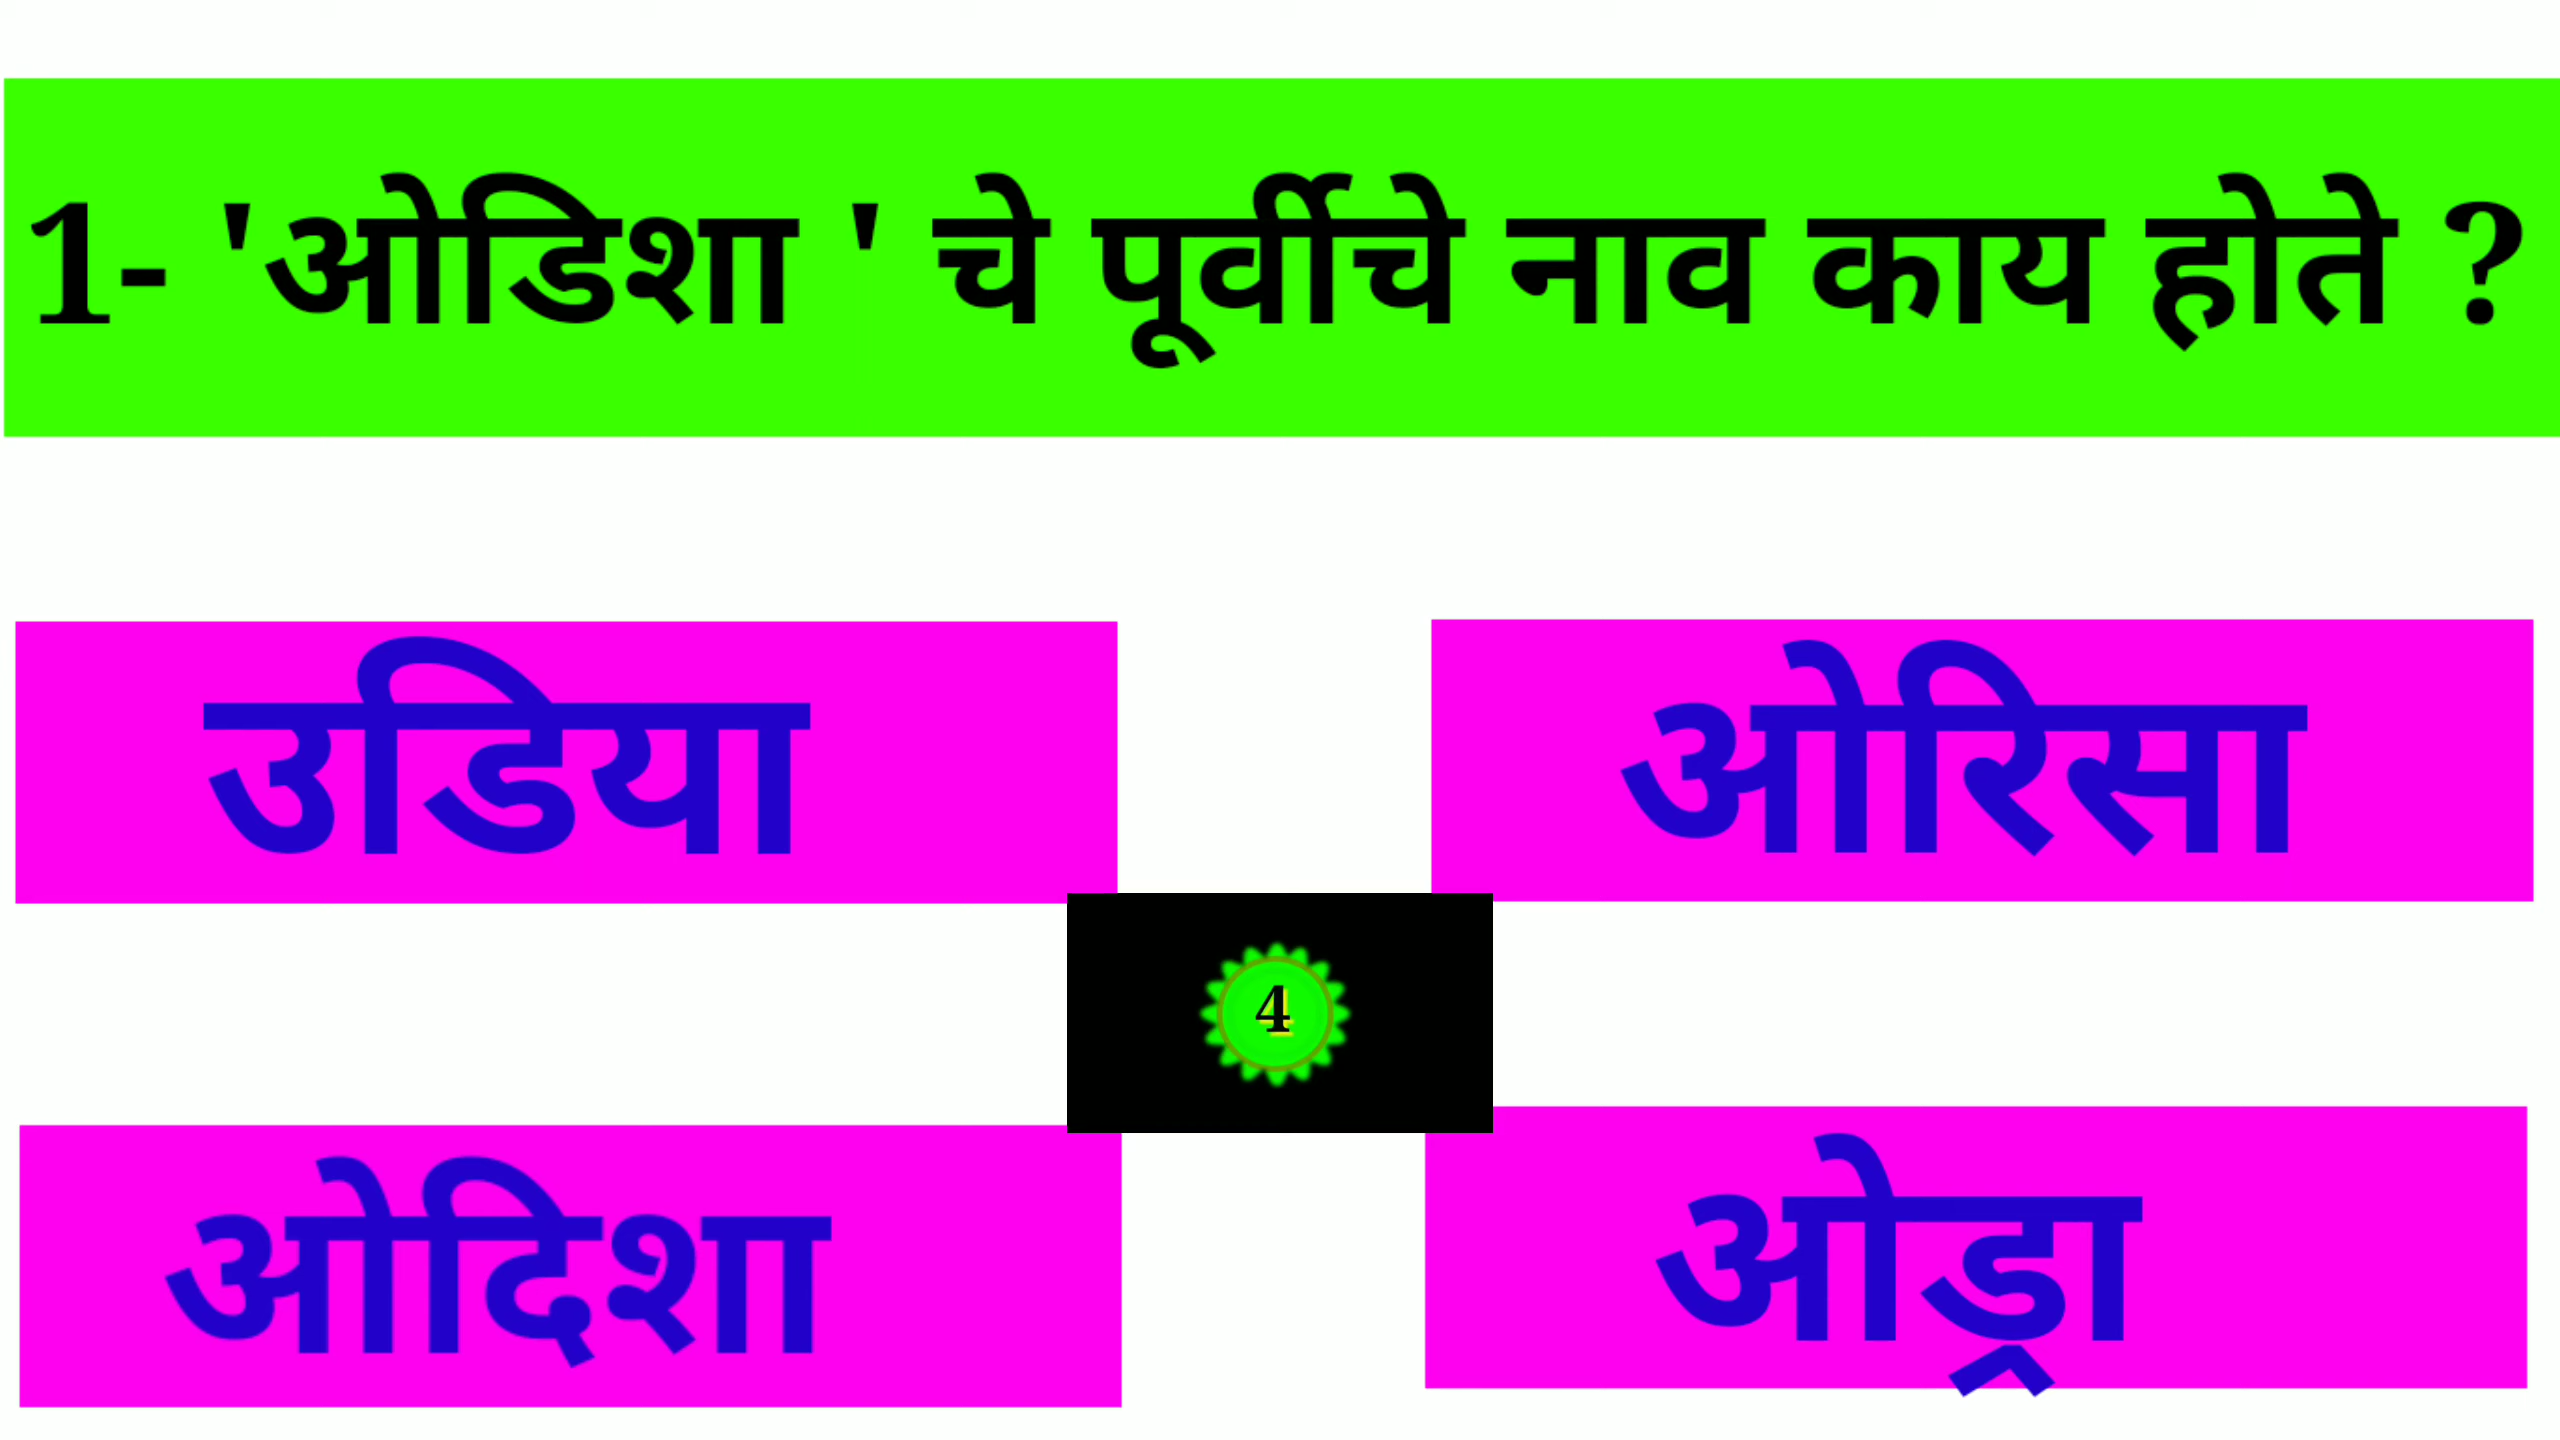 1- 'ओडिशा ' चे पूर्वीचे नाव काय होते ?
उडिया
ओरिसा
4
ओदिशा
ओड्रा